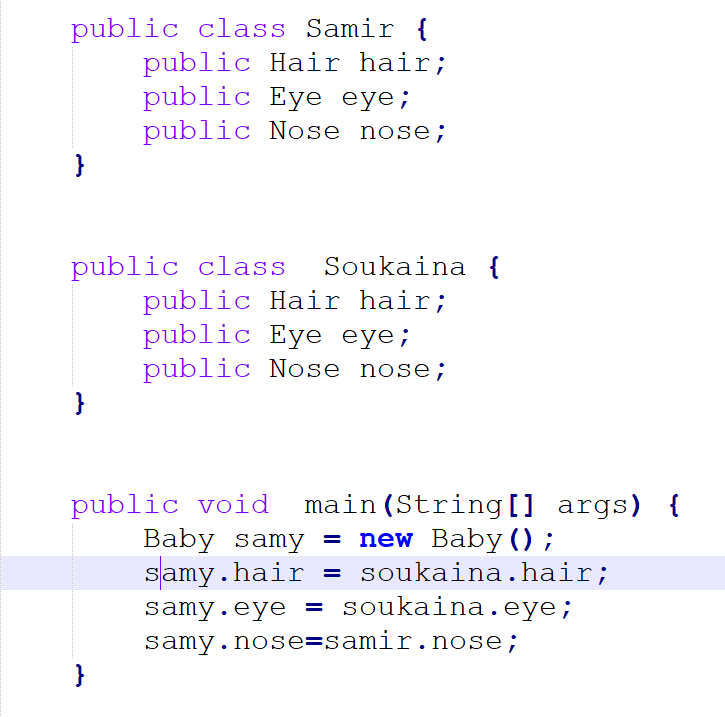 public class Samir {
public Hair hair;
public Eye eye;
public Nose nose;
}
public class  Soukaina {
public Hair hair;
public Eye eye;
public Nose nose;
}
public void  main(String[] args) {
Baby samy = new Baby();
samy.hair = soukaina.hair;
samy.eye = soukaina.eye;
samy.nose=samir.nose;
}